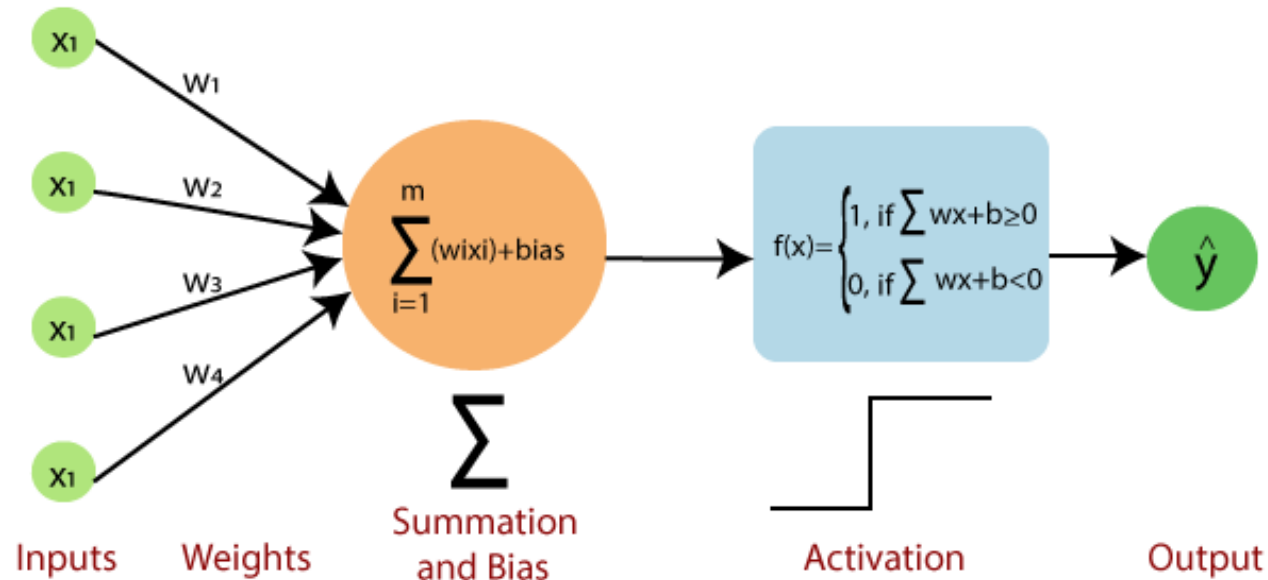 x₁
w₁
x₁
w₂
x₁
w₃
x₁
w₄
m
∑(wixi)+bias
i=1
∑
f(x)={1, if ∑ wx+b≥0
0, if ∑ wx+b<0
ŷ
Inputs
Weights
Summation
and Bias
Activation
Output